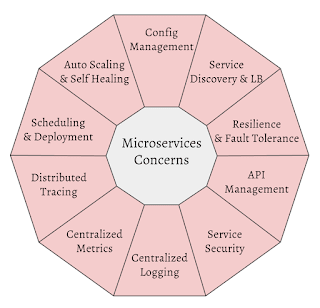 Config
Management
Service
Discovery & LB
Resilience
& Fault Tolerance
API
Management
Service
Security
Centralized
Logging
Centralized
Metrics
Distributed
Tracing
Scheduling
& Deployment
Auto Scaling
& Self Healing
Microservices
Concerns